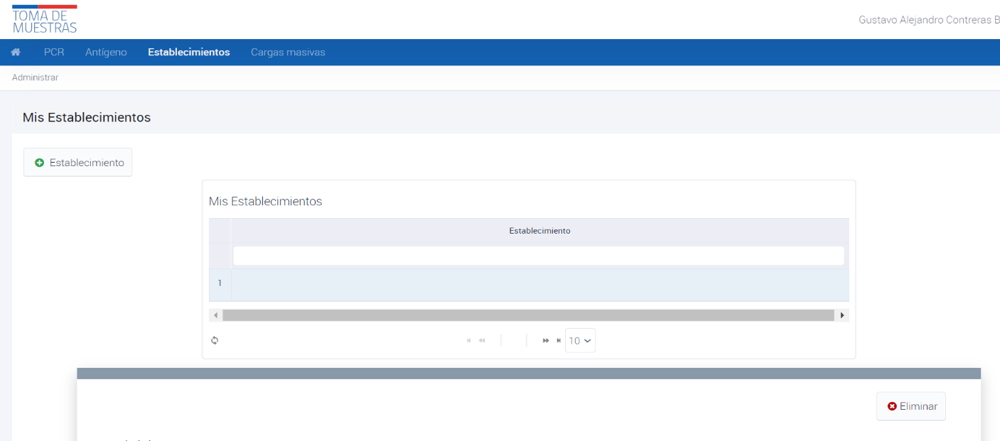 TOMA DE
MUESTRAS
Gustavo Alejandro Contreras B
PCR Antígeno Establecimientos Cargas masivas
Administrar
Mis Establecimientos
Establecimiento
Mis Establecimientos
Establecimiento
1
10
Eliminar